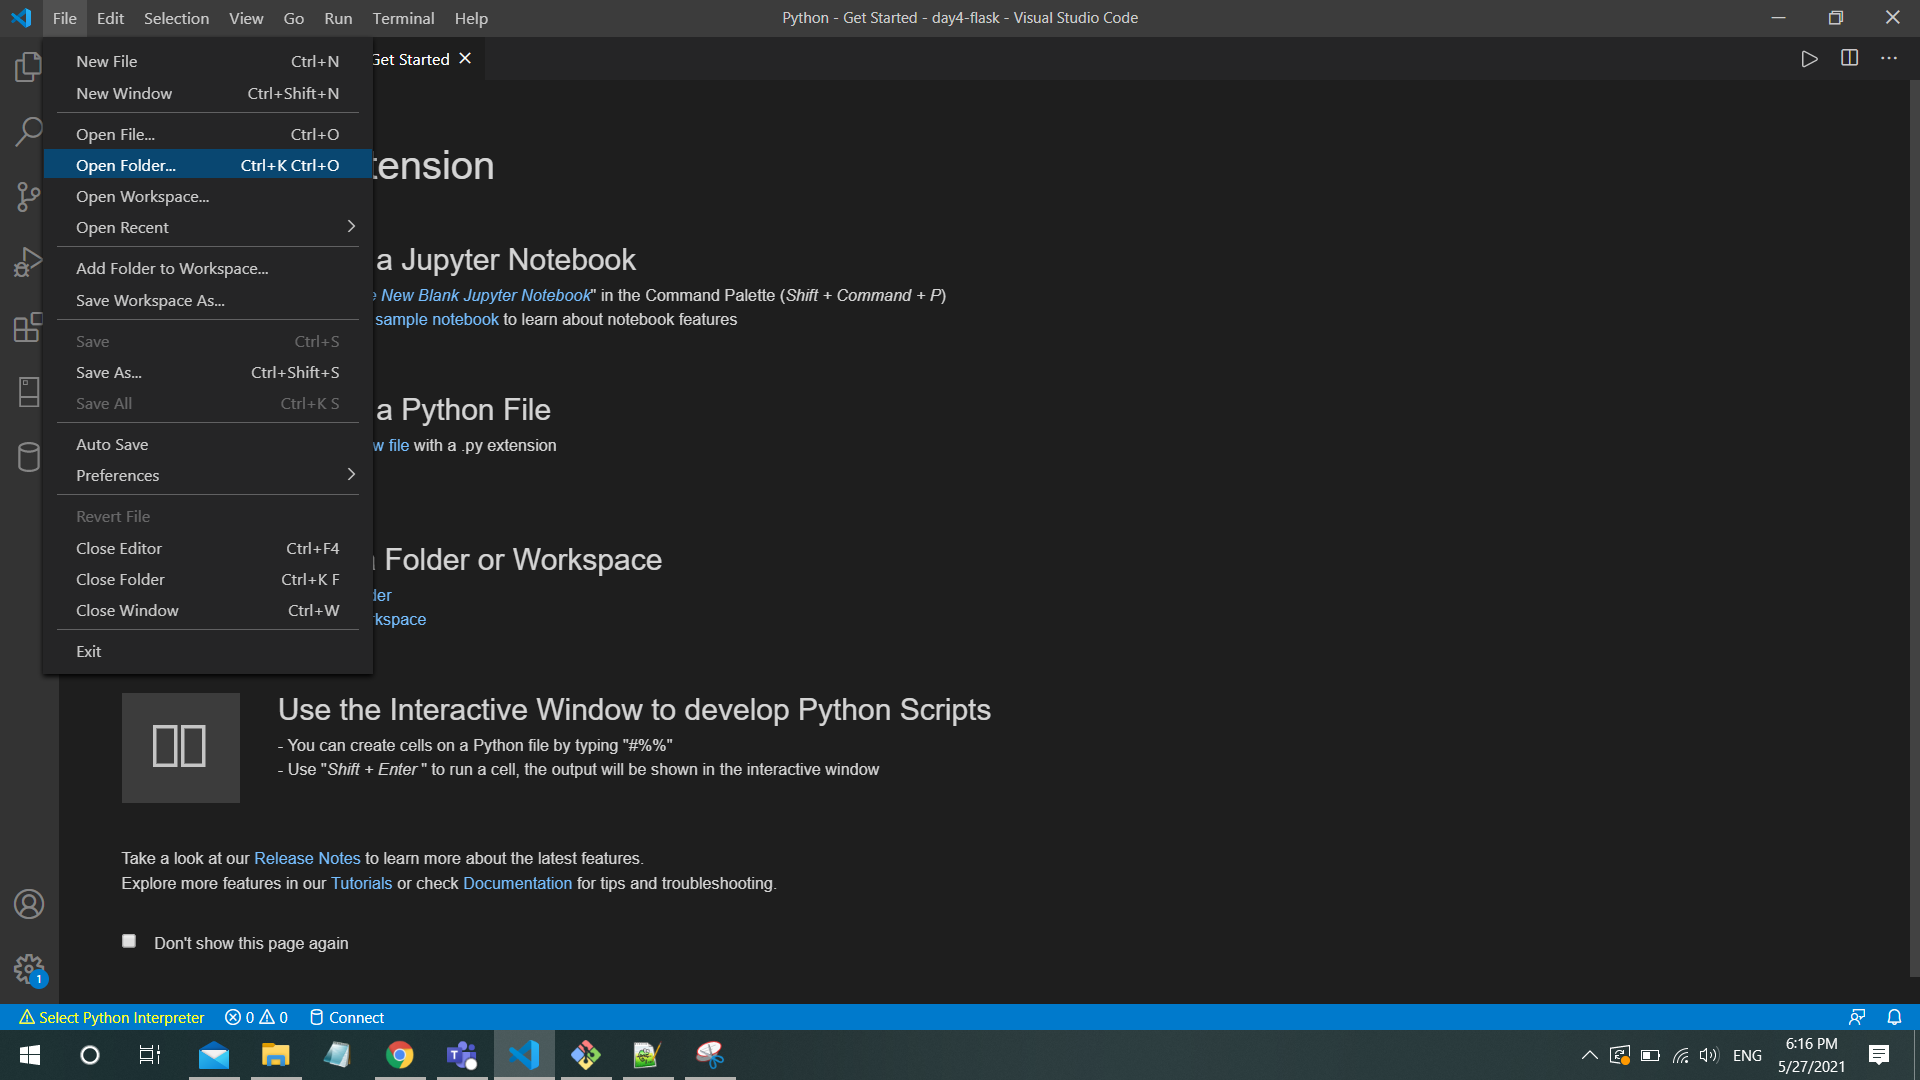 File Edit Selection View Go Run Terminal Help
Python - Get Started - day4-flask - Visual Studio Code
Get Started
New File Ctrl+N
New Window Ctrl+Shift+N
Open File... Ctrl+O
Open Folder... Ctrl+K Ctrl+O
Open Workspace...
Open Recent
Add Folder to Workspace...
Save Workspace As...
Save Ctrl+S
Save As... Ctrl+Shift+S
Save All Ctrl+K S
Auto Save
Preferences
Revert File
Close Editor Ctrl+F4
Close Folder Ctrl+K F
Close Window Ctrl+W
Exit
tension
a Jupyter Notebook
e New Blank Jupyter Notebook" in the Command Palette (Shift + Command + P)
sample notebook to learn about notebook features
a Python File
w file with a .py extension
Folder or Workspace
der
rkspace
Use the Interactive Window to develop Python Scripts
- You can create cells on a Python file by typing "#%%"
- Use "Shift + Enter " to run a cell, the output will be shown in the interactive window
Take a look at our Release Notes to learn more about the latest features.
Explore more features in our Tutorials or check Documentation for tips and troubleshooting.
Don't show this page again
1
Select Python Interpreter 0 0 Connect
ENG
6:16 PM
5/27/2021